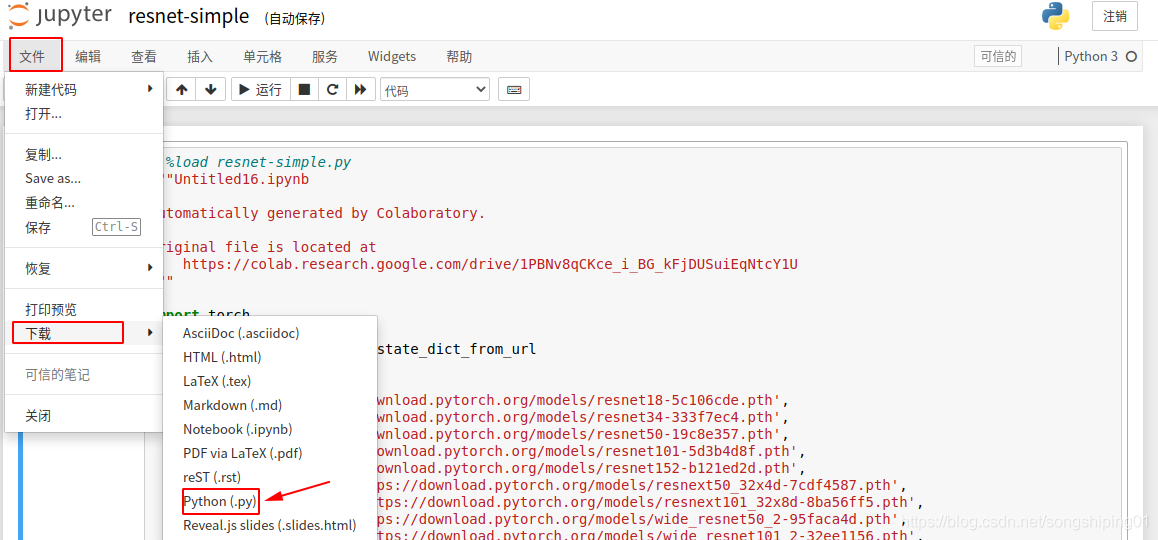 jupyter resnet-simple (自动保存) 注销
文件 编辑 查看 插入 单元格 服务 Widgets 帮助 可信的 Python 3
运行 代码
新建代码
打开...
复制...
Save as...
重命名...
保存 Ctrl-S
恢复
打印预览
下载
可信的笔记
关闭
AsciiDoc (.asciidoc)
HTML (.html)
LaTeX (.tex)
Markdown (.md)
Notebook (.ipynb)
PDF via LaTeX (.pdf)
reST (.rst)
Python (.py)
Reveal.js slides (.slides.html)
%load resnet-simple.py
"Untitled16.ipynb
utomatically generated by Colaboratory.
riginal file is located at
https://colab.research.google.com/drive/1PBNv8qCKce_i_BG_kFjDUSuiEqNtcY1U
"
port torch
state_dict_from_url
wnload.pytorch.org/models/resnet18-5c106cde.pth',
wnload.pytorch.org/models/resnet34-333f7ec4.pth',
wnload.pytorch.org/models/resnet50-19c8e357.pth',
ownload.pytorch.org/models/resnet101-5d3b4d8f.pth',
ownload.pytorch.org/models/resnet152-b121ed2d.pth',
ps://download.pytorch.org/models/resnext50_32x4d-7cdf4587.pth',
tps://download.pytorch.org/models/resnext101_32x8d-8ba56ff5.pth',
s://download.pytorch.org/models/wide_resnet50_2-95faca4d.pth',
tps://download.pytorch.org/models/wide_resnet101_2-32ee1156.pth',
https://blog.csdn.net/songshiping01